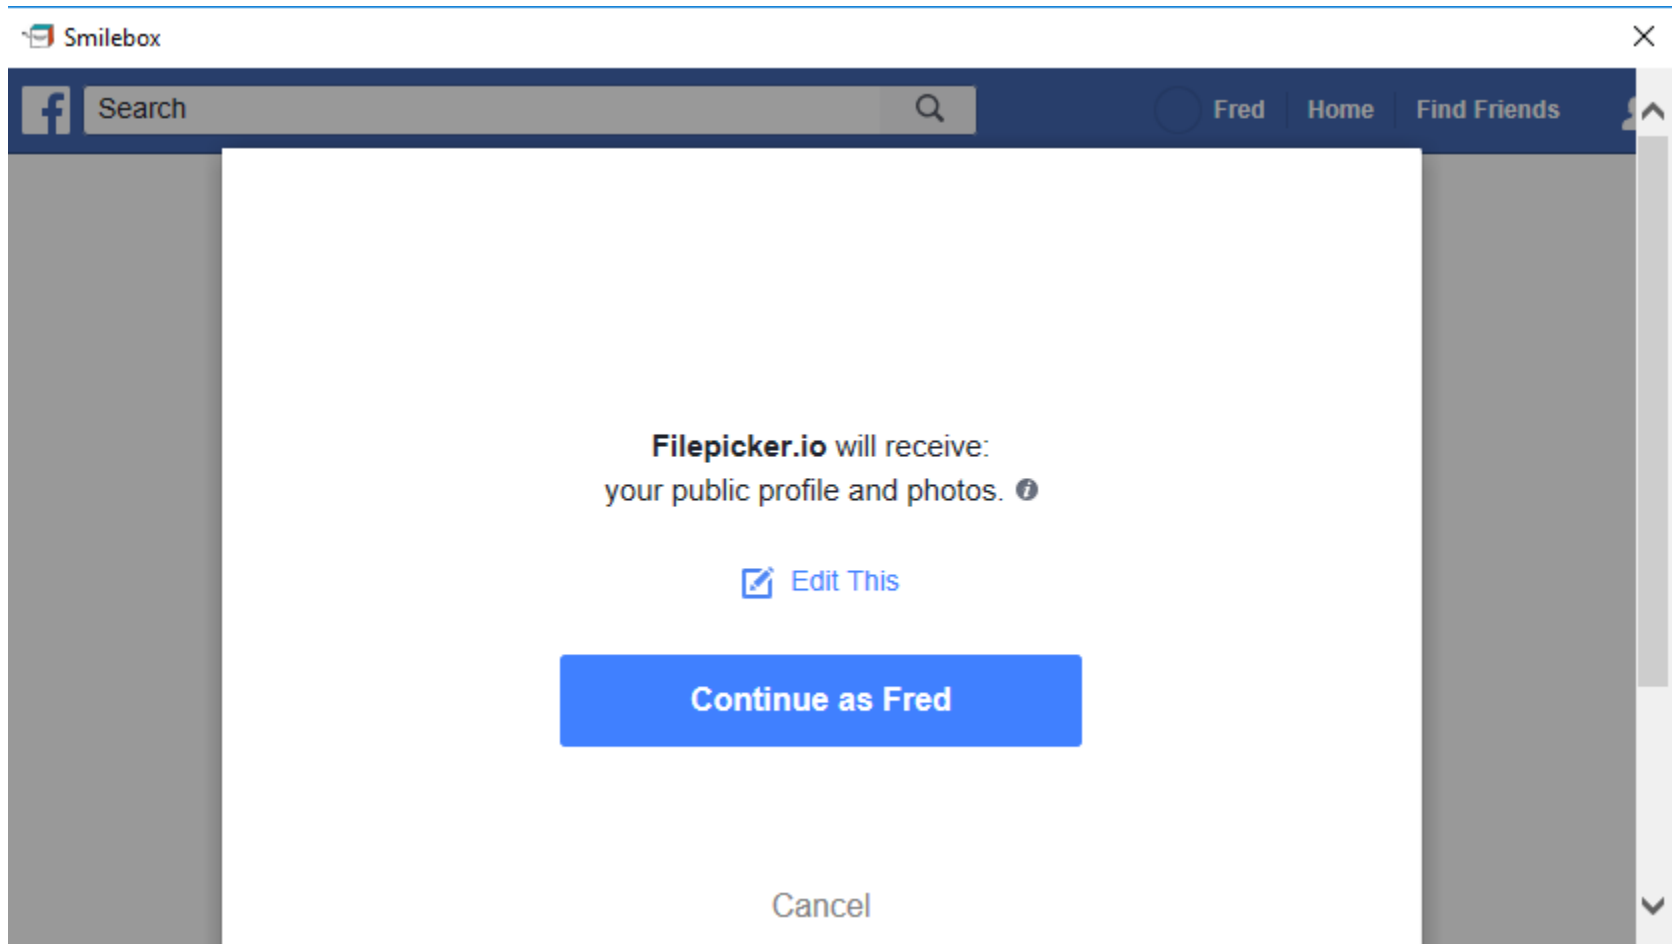 Smilebox
Search
Fred
Home
Find Friends
Filepicker.io will receive:
your public profile and photos.
Edit This
Continue as Fred
Cancel